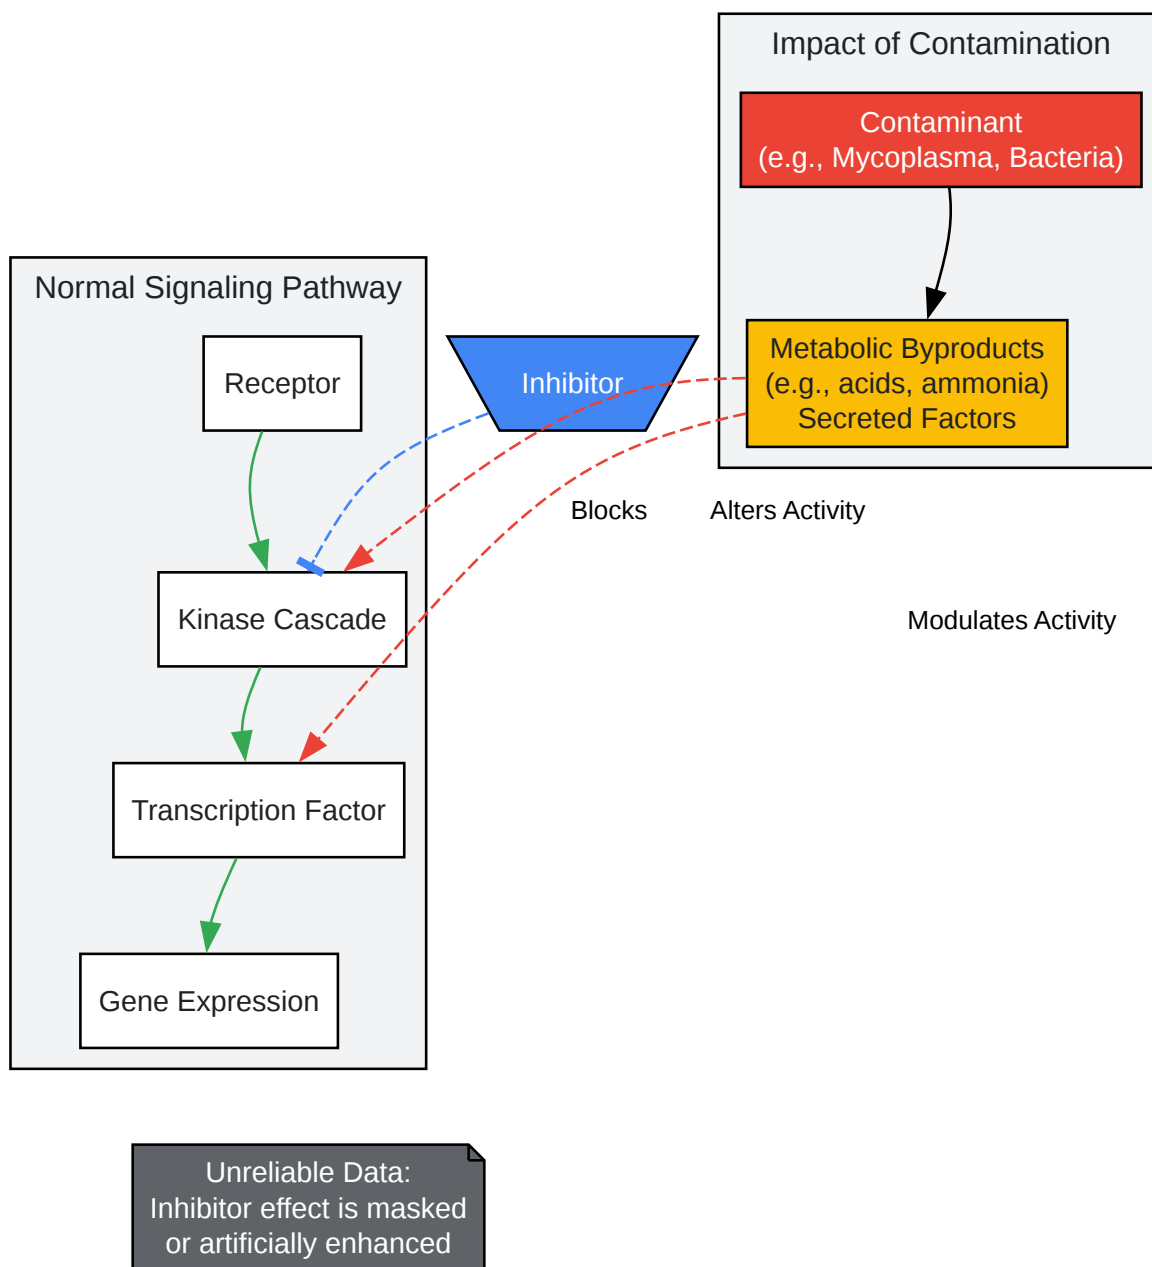 Impact of Contamination
Contaminant
(e.g., Mycoplasma, Bacteria)
Normal Signaling Pathway
Receptor
Inhibitor
Metabolic Byproducts
(e.g., acids, ammonia)
Secreted Factors
Blocks
Alters Activity
Kinase Cascade
Modulates Activity
Transcription Factor
Gene Expression
Unreliable Data:
Inhibitor effect is masked
or artificially enhanced